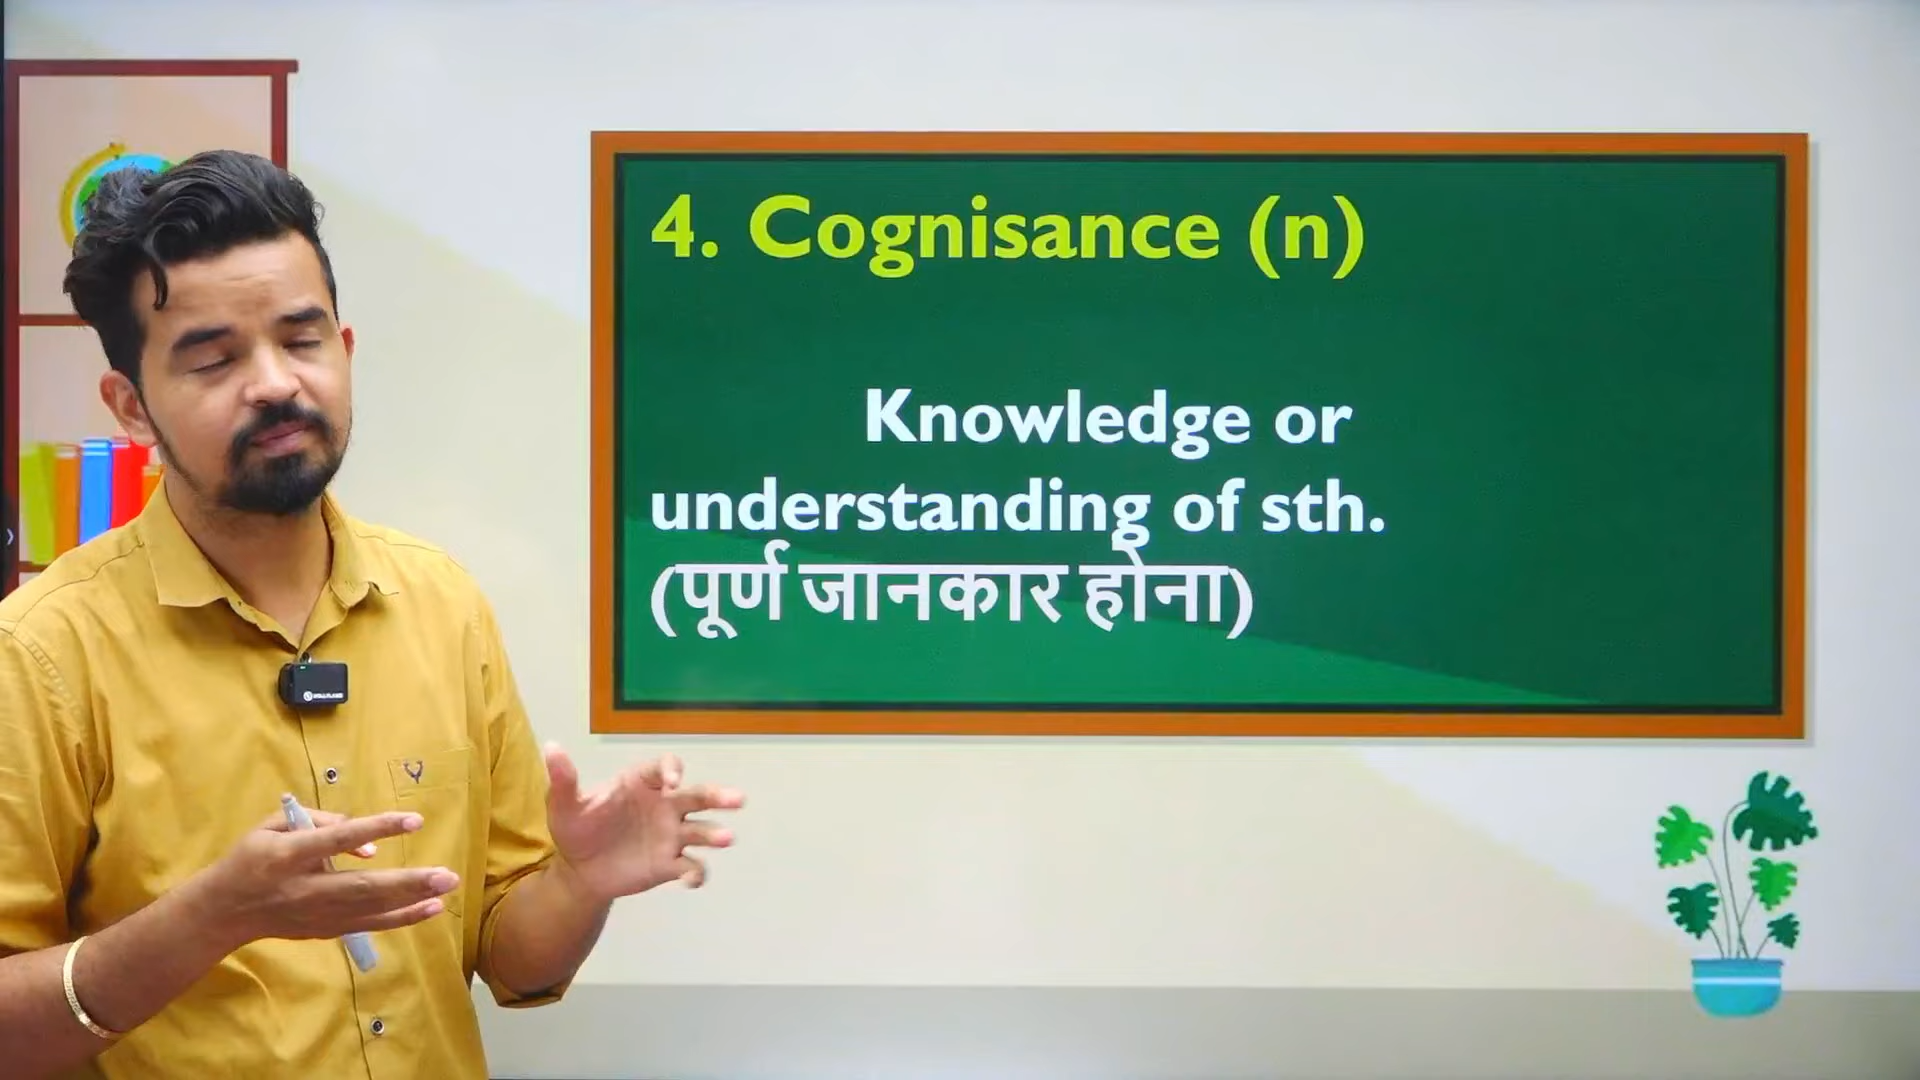 4. Cognisance (n)
Knowledge or
understanding of sth.
(पूर्ण जानकार होना)